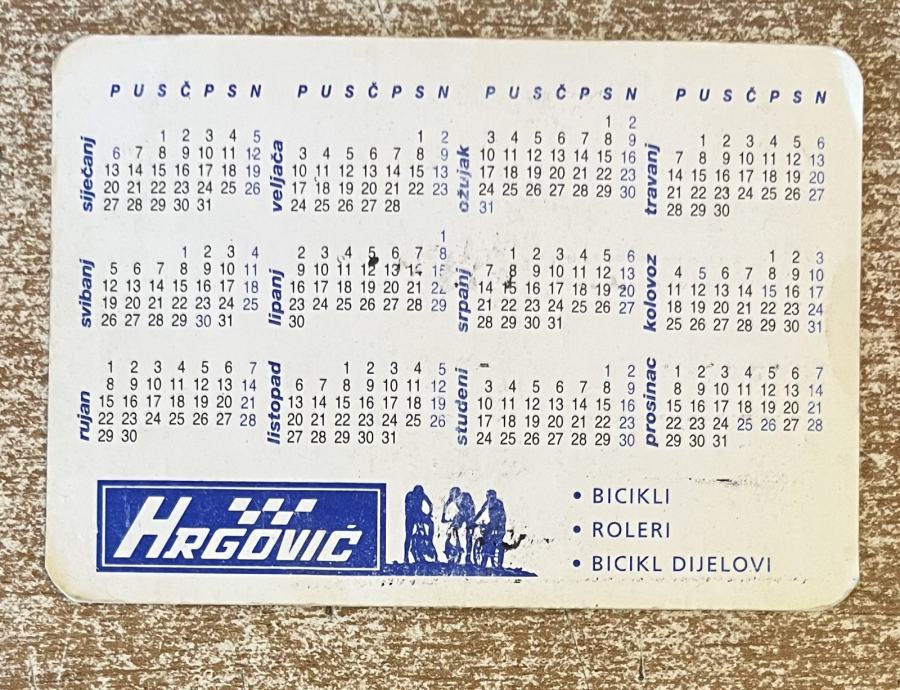 P U S Č P S N
siječanj
1 2 3 4 5
6 7 8 9 10 11 12
13 14 15 16 17 18 19
20 21 22 23 24 25 26
27 28 29 30 31
P U S Č P S N
veljača
1 2
3 4 5 6 7 8 9
10 11 12 13 14 15 16
17 18 19 20 21 22 23
24 25 26 27 28
P U S Č P S N
ožujak
1 2
3 4 5 6 7 8 9
10 11 12 13 14 15 16
17 18 19 20 21 22 23
24 25 26 27 28 29 30
31
P U S Č P S N
travanj
1 2 3 4 5 6
7 8 9 10 11 12 13
14 15 16 17 18 19 20
21 22 23 24 25 26 27
28 29 30
svibanj
1 2 3 4
5 6 7 8 9 10 11
12 13 14 15 16 17 18
19 20 21 22 23 24 25
26 27 28 29 30 31
lipanj
1
2 3 4 5 6 7 8
9 10 11 12 13 14 15
16 17 18 19 20 21 22
23 24 25 26 27 28 29
30
srpanj
1 2 3 4 5 6
7 8 9 10 11 12 13
14 15 16 17 18 19 20
21 22 23 24 25 26 27
28 29 30 31
kolovoz
1 2 3
4 5 6 7 8 9 10
11 12 13 14 15 16 17
18 19 20 21 22 23 24
25 26 27 28 29 30 31
rujan
1 2 3 4 5 6 7
8 9 10 11 12 13 14
15 16 17 18 19 20 21
22 23 24 25 26 27 28
29 30
listopad
1 2 3 4 5
6 7 8 9 10 11 12
13 14 15 16 17 18 19
20 21 22 23 24 25 26
27 28 29 30 31
studeni
1 2
3 4 5 6 7 8 9
10 11 12 13 14 15 16
17 18 19 20 21 22 23
24 25 26 27 28 29 30
prosinac
1 2 3 4 5 6 7
8 9 10 11 12 13 14
15 16 17 18 19 20 21
22 23 24 25 26 27 28
29 30 31
HRGOVIĆ
• BICIKLI
• ROLERI
• BICIKL DIJELOVI